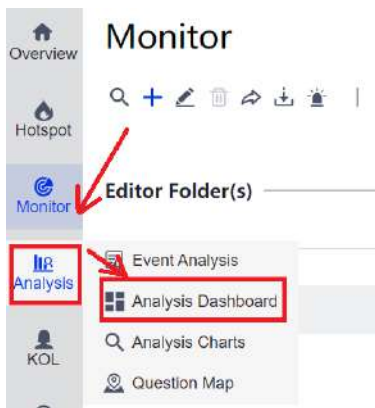 Monitor
Overview
Hotspot
Editor Folder(s)
Monitor
Event Analysis
Analysis
Analysis Dashboard
Analysis Charts
KOL
Question Map